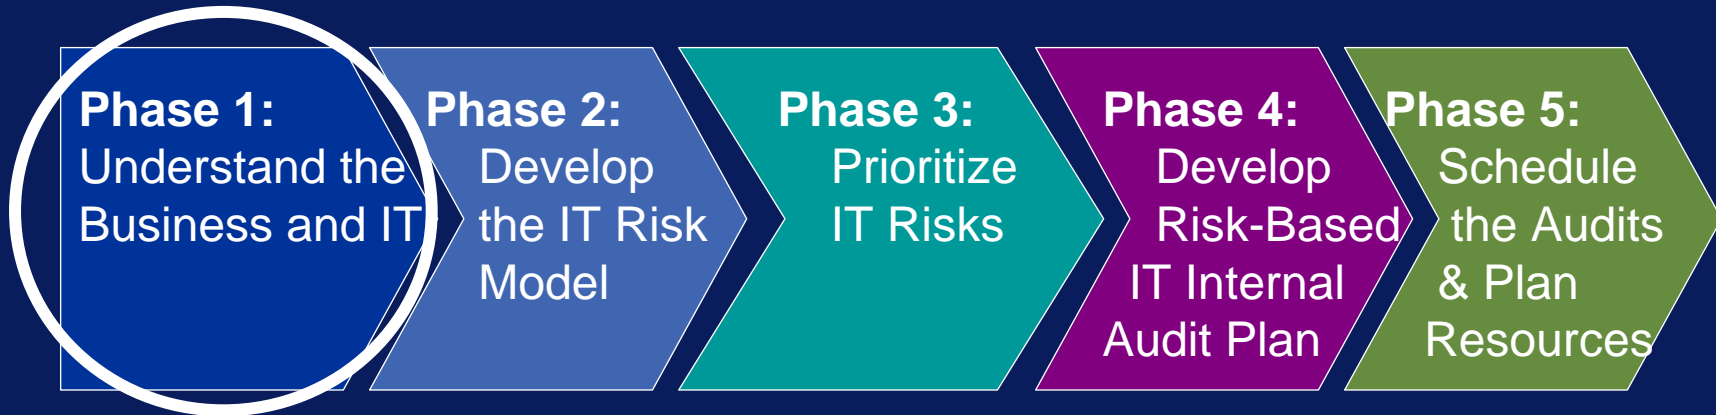 Phase 1:
Understand the
Business and IT
Phase 2:
Develop
the IT Risk
Model
Phase 3:
Prioritize
IT Risks
Phase 4:
Develop
Risk-Based
IT Internal
Audit Plan
Phase 5:
Schedule
the Audits
& Plan
Resources